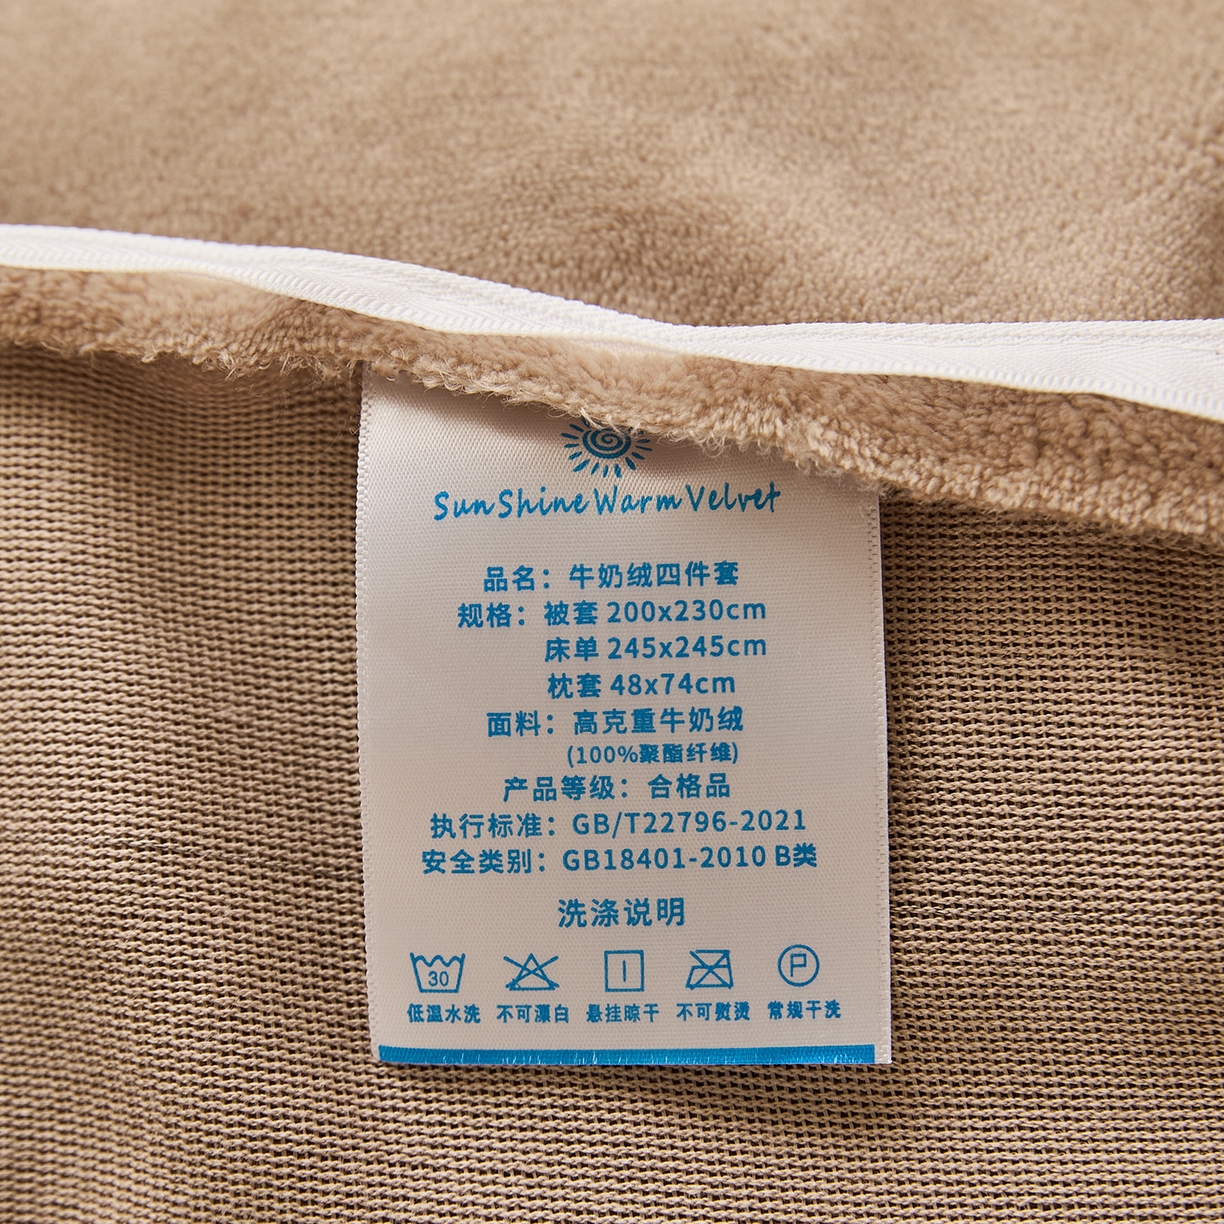 SunShineWarmVelvet
品名：牛奶绒四件套
规格：被套 200x230cm
床单 245x245cm
枕套 48x74cm
面料：高克重牛奶绒
(100%聚酯纤维)
产品等级：合格品
执行标准：GB/T22796-2021
安全类别：GB18401-2010 B类
洗涤说明
30 P
低温水洗 不可漂白 悬挂晾干 不可熨烫 常规干洗